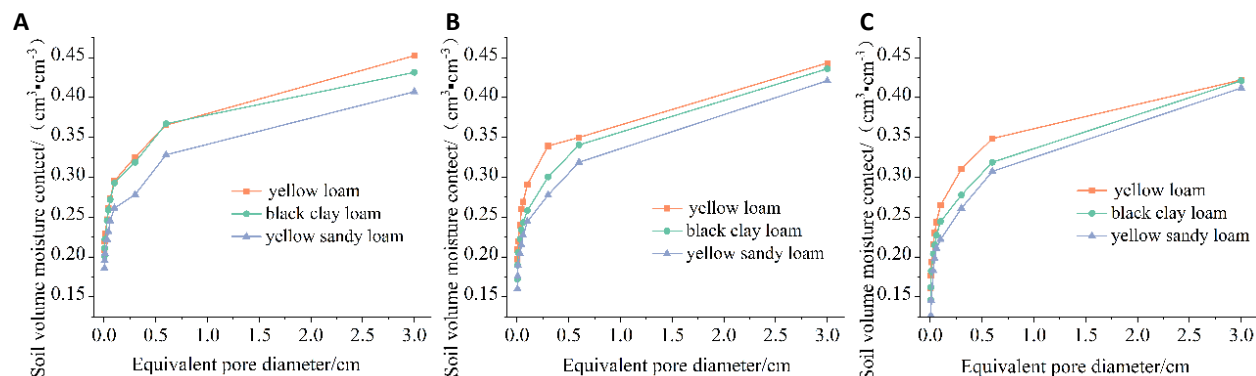 A
Soil volume moisture contect/（cm³▪cm⁻³）
0.45
0.40
0.35
0.30
0.25
0.20
0.15
yellow loam
black clay loam
yellow sandy loam
0.0 0.5 1.0 1.5 2.0 2.5 3.0
Equivalent pore diameter/cm
B
Soil volume moisture contect/（cm³▪cm⁻³）
0.45
0.40
0.35
0.30
0.25
0.20
0.15
yellow loam
black clay loam
yellow sandy loam
0.0 0.5 1.0 1.5 2.0 2.5 3.0
Equivalent pore diameter/cm
C
Soil volume moisture contect/（cm³·cm⁻³）
0.45
0.40
0.35
0.30
0.25
0.20
0.15
yellow loam
black clay loam
yellow sandy loam
0.0 0.5 1.0 1.5 2.0 2.5 3.0
Equivalent pore diameter/cm